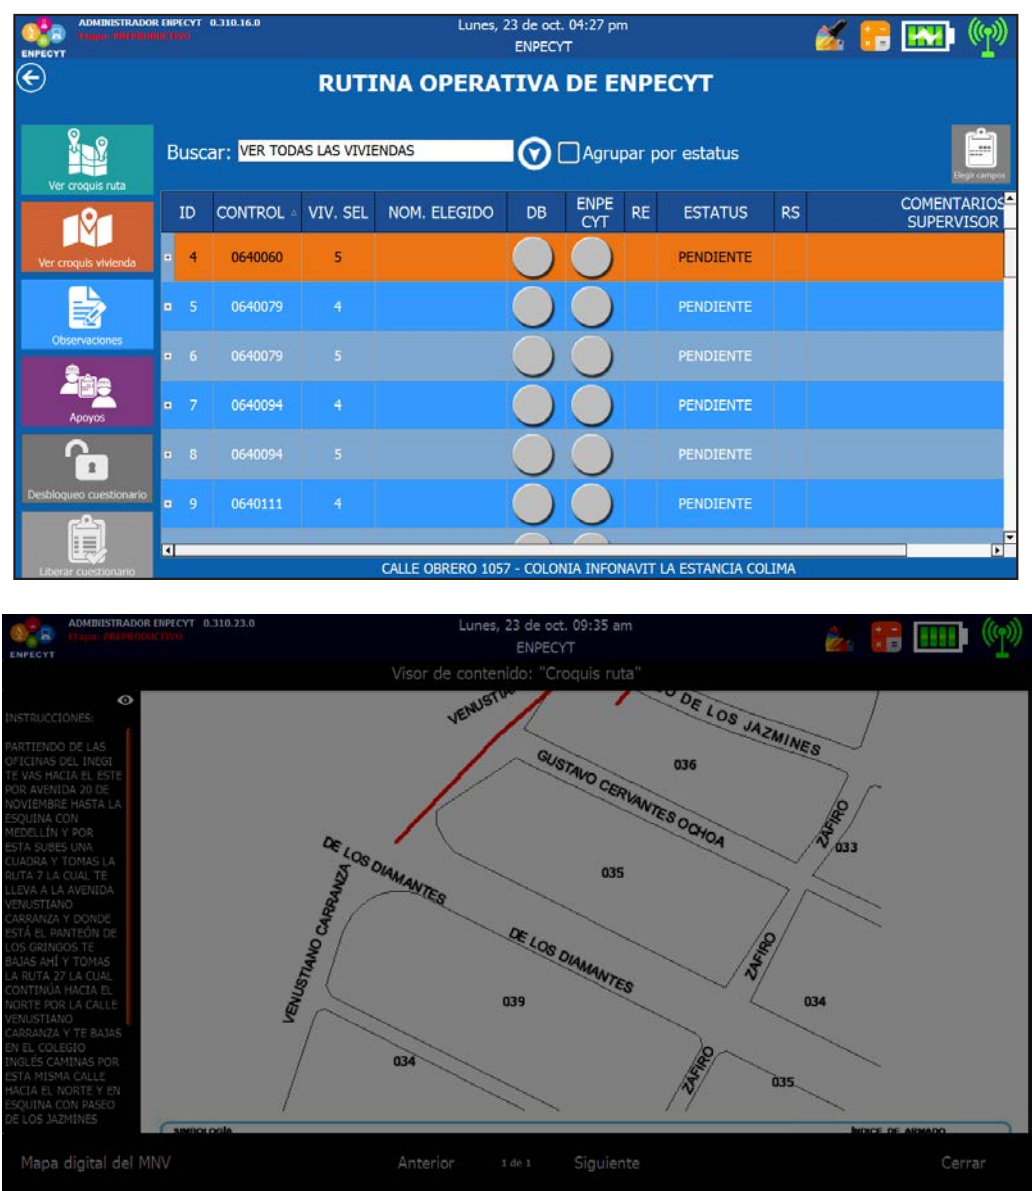 ADMINISTRADOR ENPECYT 0.310.16.0
Etapa: PREPRODUCTIVO
ENPECYT
Lunes, 23 de oct. 04:27 pm
ENPECYT
RUTINA OPERATIVA DE ENPECYT
Buscar: VER TODAS LAS VIVIENDAS
Agrupar por estatus
Elegir campos
Ver croquis ruta
Ver croquis vivienda
Observaciones
Apoyos
Desbloqueo cuestionario
Liberar cuestionario
ID CONTROL VIV. SEL NOM. ELEGIDO DB ENPE CYT RE ESTATUS RS COMENTARIOS SUPERVISOR
4 0640060 5 PENDIENTE
5 0640079 4 PENDIENTE
6 0640079 5 PENDIENTE
7 0640094 4 PENDIENTE
8 0640094 5 PENDIENTE
9 0640111 4 PENDIENTE
CALLE OBRERO 1057 - COLONIA INFONAVIT LA ESTANCIA COLIMA
ADMINISTRADOR ENPECYT 0.310.23.0
Etapa: PREPRODUCTIVO
ENPECYT
Lunes, 23 de oct. 09:35 am
ENPECYT
Visor de contenido: "Croquis ruta"
INSTRUCCIONES:
PARTIENDO DE LAS
OFICINAS DEL INEGI
TE VAS HACIA EL ESTE
POR AVENIDA 20 DE
NOVIEMBRE HASTA LA
ESQUINA CON
MEDELLÍN Y POR
ESTA SUBES UNA
CUADRA Y TOMAS LA
RUTA 7 LA CUAL TE
LLEVA A LA AVENIDA
VENUSTIANO
CARRANZA Y DONDE
ESTÁ EL PANTEÓN DE
LOS GRINGOS TE
BAJAS AHÍ Y TOMAS
LA RUTA 27 LA CUAL
CONTINÚA HACIA EL
NORTE POR LA CALLE
VENUSTIANO
CARRANZA Y TE BAJAS
EN EL COLEGIO
INGLÉS CAMINAS POR
ESTA MISMA CALLE
HACIA EL NORTE Y EN
ESQUINA CON PASEO
DE LOS JAZMINES
VENUSTIA
O DE LOS JAZMINES
036
GUSTAVO CERVANTES OCHOA
ZAFIRO
033
035
DE LOS DIAMANTES
VENUSTIANO CARRANZA
DE LOS DIAMANTES
ZAFIRO
039
034
034
ZAFIRO
035
SIMBOLOGÍA
ÍNDICE DE ARMADO
Mapa digital del MNV
Anterior
1 de 1
Siguiente
Cerrar